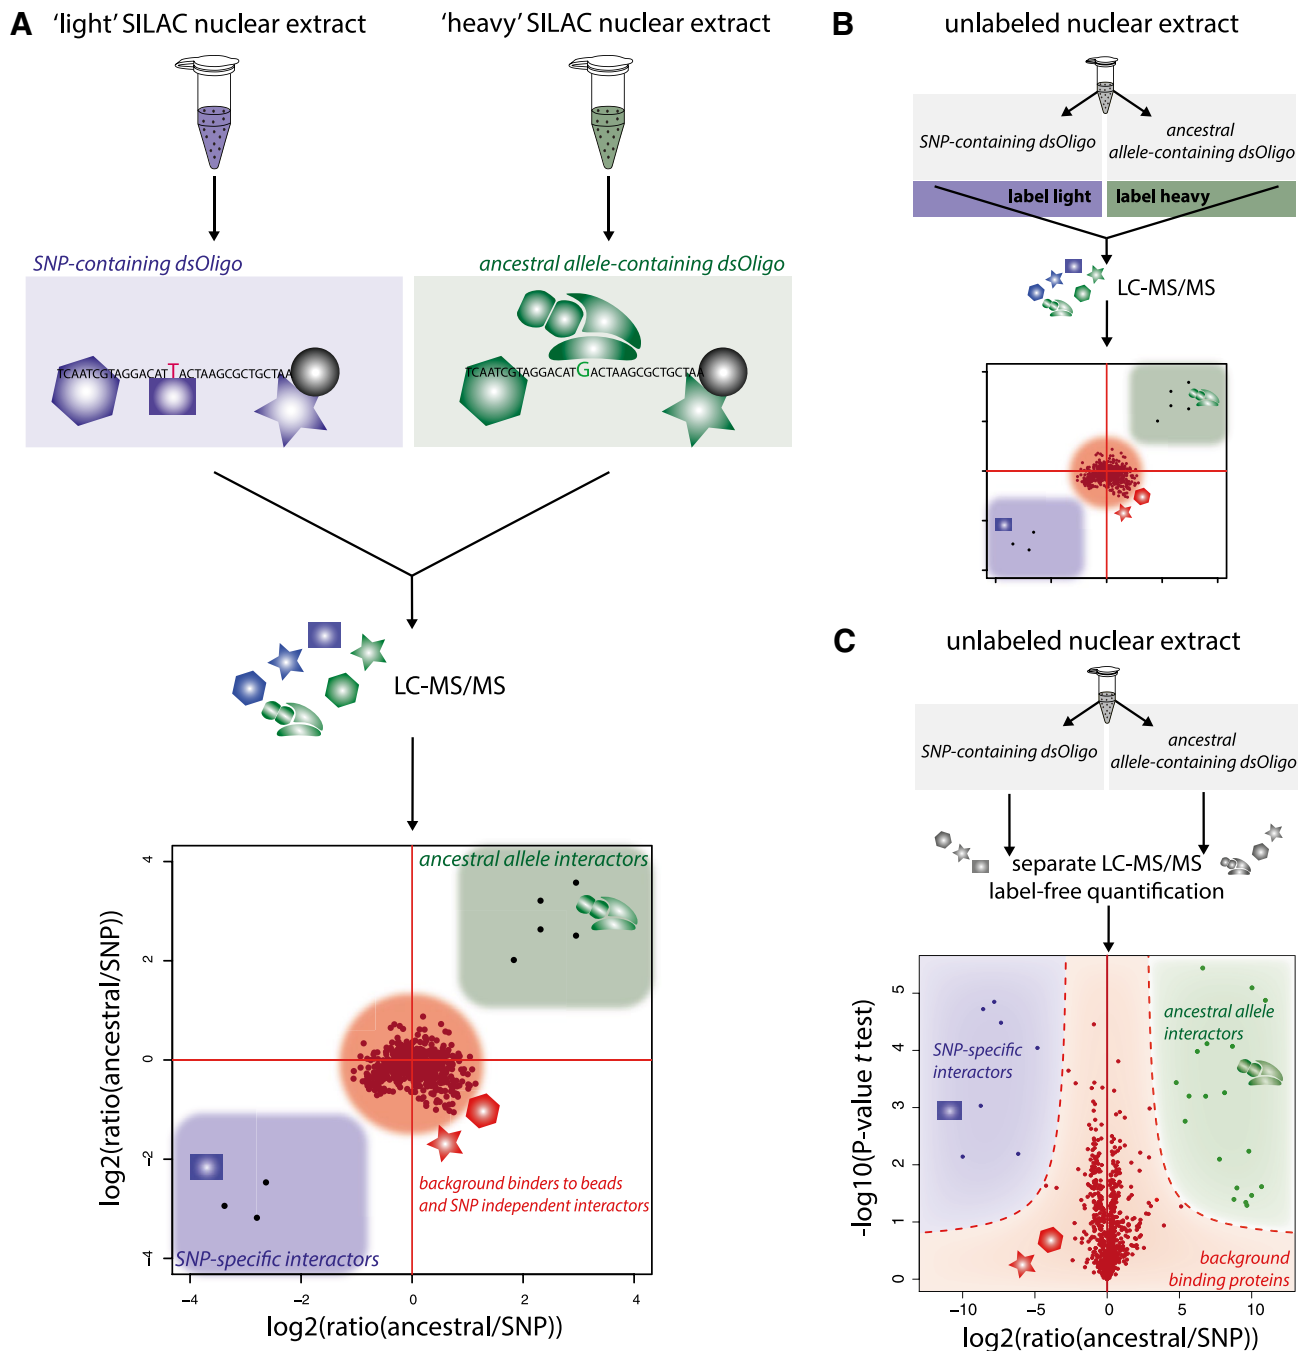 A
'light' SILAC nuclear extract
'heavy' SILAC nuclear extract
SNP-containing dsOligo
ancestral allele-containing dsOligo
TCAATCGTAGGACATTACTAAGCGCTGCTAA
TCAATCGTAGGACATGACTAAGCGCTGCTAA
LC-MS/MS
ancestral allele interactors
background binders to beads
and SNP independent interactors
SNP-specific interactors
log2(ratio(ancestral/SNP))
4
2
0
-2
-4
-4
-2
0
2
4
log2(ratio(ancestral/SNP))
B
unlabeled nuclear extract
SNP-containing dsOligo
ancestral
allele-containing dsOligo
label light
label heavy
LC-MS/MS
C
unlabeled nuclear extract
SNP-containing dsOligo
ancestral
allele-containing dsOligo
separate LC-MS/MS
label-free quantification
SNP-specific
interactors
ancestral allele
interactors
background
binding proteins
-log10(P-value t test)
5
4
3
2
1
0
-10
-5
0
5
10
log2(ratio(ancestral/SNP))